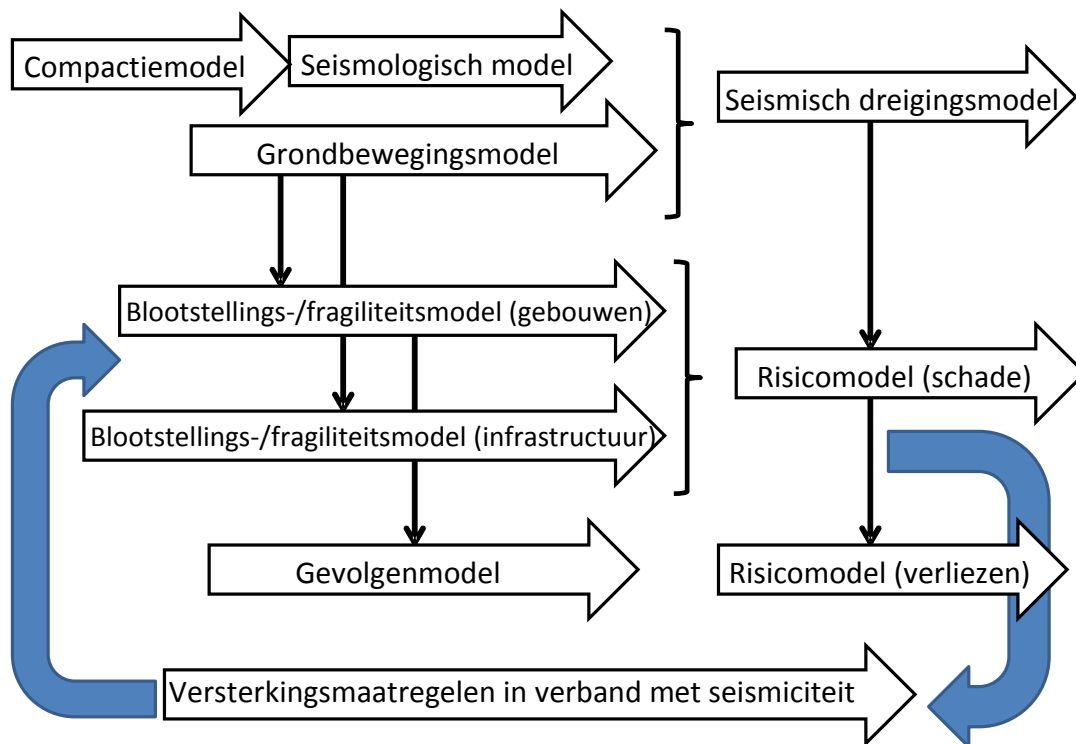 Compactiemodel
Seismologisch model
Seismisch dreigingsmodel
Grondbewegingsmodel
Blootstellings-/fragiliteitsmodel (gebouwen)
Risicomodel (schade)
Blootstellings-/fragiliteitsmodel (infrastructuur)
Gevolgenmodel
Risicomodel (verliezen)
Versterkingsmaatregelen in verband met seismiciteit